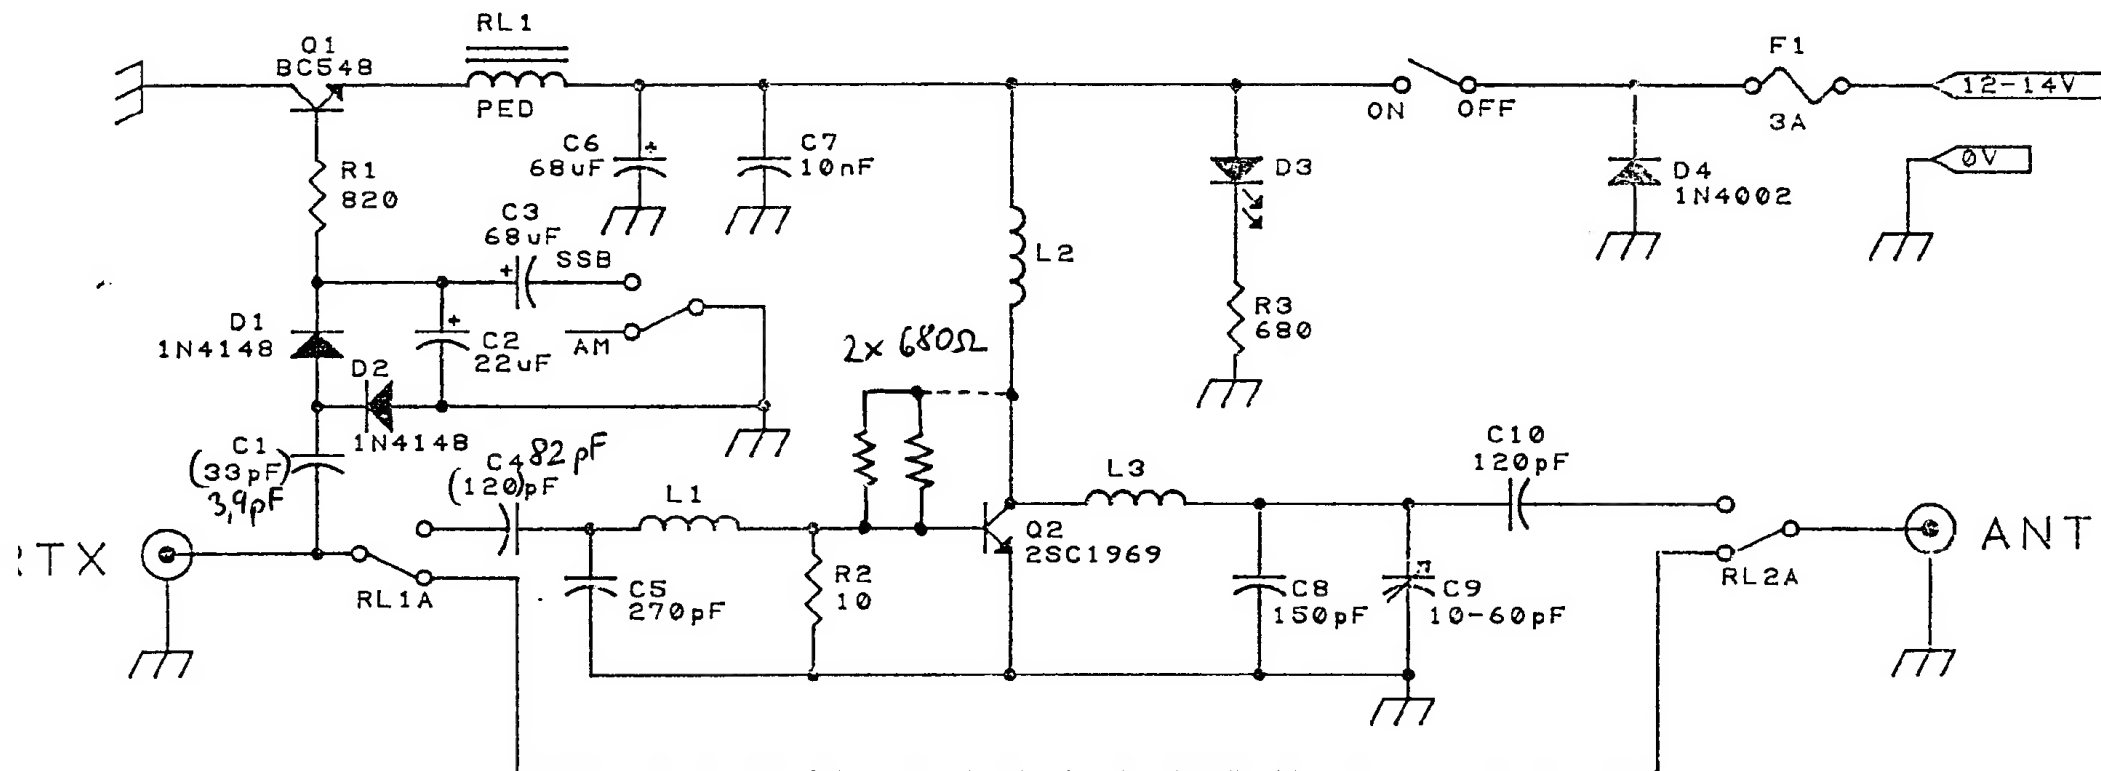 RL1
Q1
BC548
PED
F1
3A
12-14V
0V
ON
OFF
C6
68uF
+
C7
10nF
D3
D4
1N4002
R1
820
C3
68uF
+
SSB
AM
L2
R3
680
D1
1N4148
C2
22uF
+
D2
1N4148
2x 680Ω
C1
(33pF)
3,9pF
C4
82pF
(120)pF
L1
L3
C10
120pF
Q2
2SC1969
RTX
RL1A
C5
270pF
R2
10
C8
150pF
C9
10-60pF
RL2A
ANT